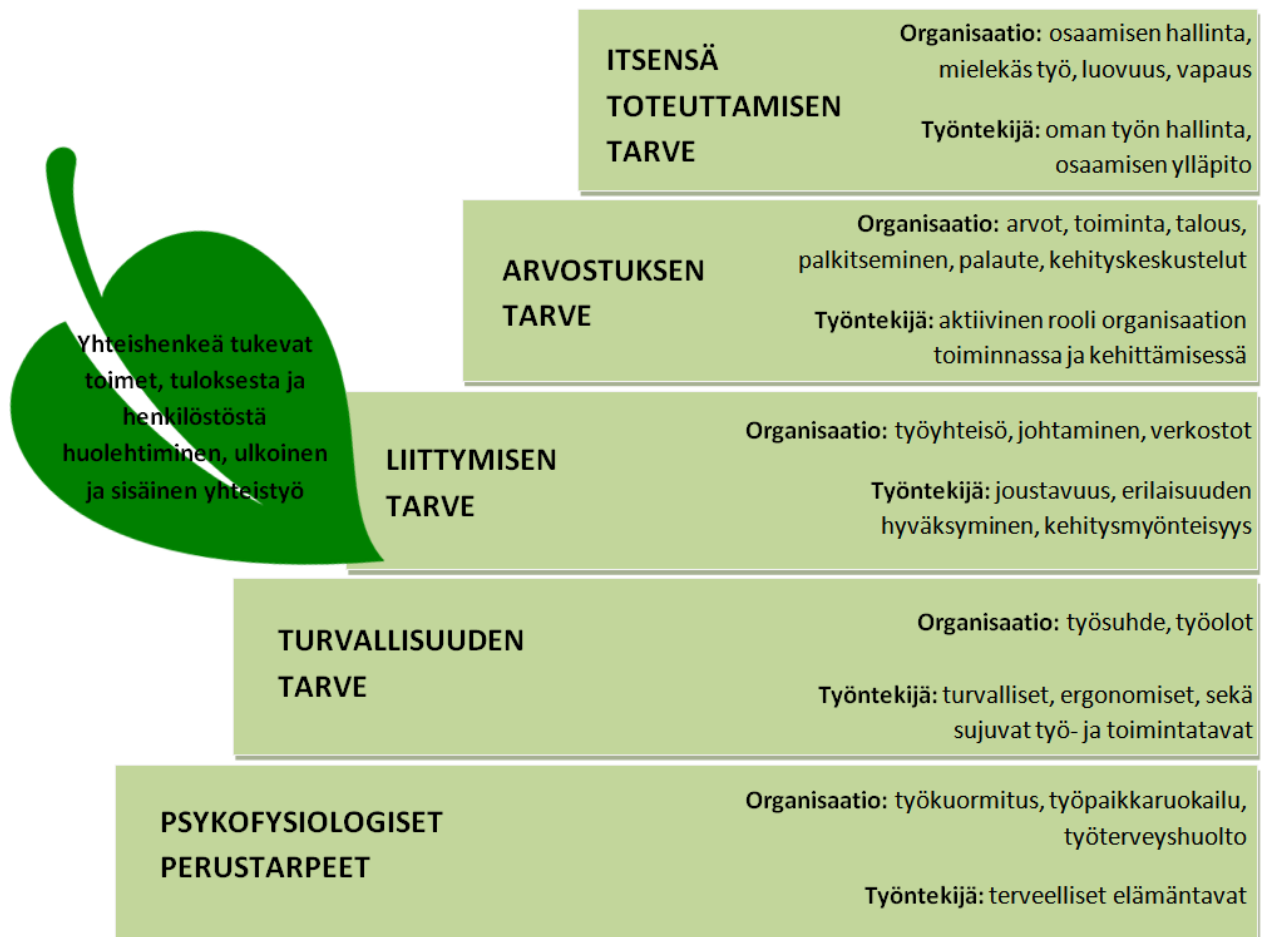 ITSENSÄ
TOTEUTTAMISEN
TARVE
Organisaatio: osaamisen hallinta,
mielekäs työ, luovuus, vapaus
Työntekijä: oman työn hallinta,
osaamisen ylläpito
ARVOSTUKSEN
TARVE
Organisaatio: arvot, toiminta, talous,
palkitseminen, palaute, kehityskeskustelut
Työntekijä: aktiivinen rooli organisaation
toiminnassa ja kehittämisessä
Yhteishenkeä tukevat
toimet, tuloksesta ja
henkilöstöstä
huolehtiminen, ulkoinen
ja sisäinen yhteistyö
LIITTYMISEN
TARVE
Organisaatio: työyhteisö, johtaminen, verkostot
Työntekijä: joustavuus, erilaisuuden
hyväksyminen, kehitysmyönteisyys
TURVALLISUUDEN
TARVE
Organisaatio: työsuhde, työolot
Työntekijä: turvalliset, ergonomiset, sekä
sujuvat työ- ja toimintatavat
PSYKOFYSIOLOGISET
PERUSTARPEET
Organisaatio: työkuormitus, työpaikkaruokailu,
työterveyshuolto
Työntekijä: terveelliset elämäntavat